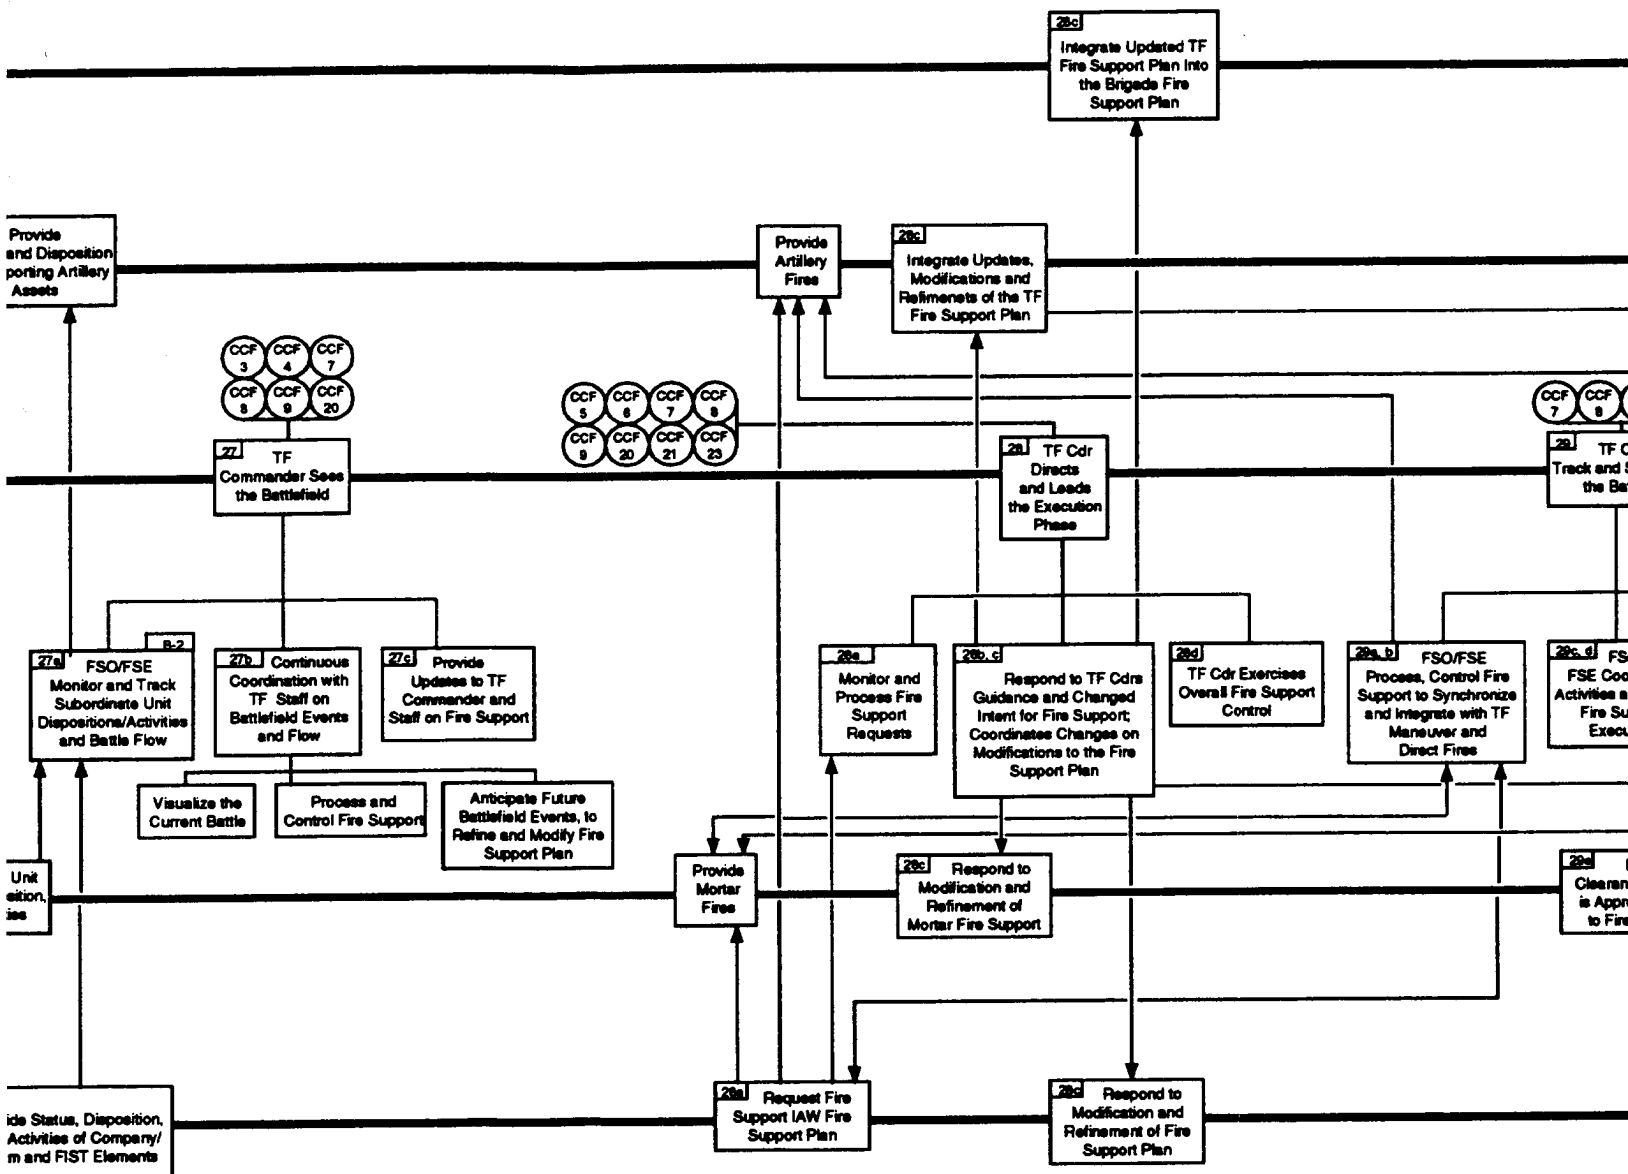 28c
Integrate Updated TF
Fire Support Plan Into
the Brigade Fire
Support Plan
Provide
and Disposition
porting Artillery
Assets
Provide
Artillery
Fires
28c
Integrate Updates,
Modifications and
Refimenets of the TF
Fire Support Plan
CCF
3
CCF
4
CCF
7
CCF
8
CCF
9
CCF
20
CCF
5
CCF
6
CCF
7
CCF
8
CCF
9
CCF
20
CCF
21
CCF
23
CCF
7
CCF
8
27
TF
Commander Sees
the Battlefield
28
TF Cdr
Directs
and Leads
the Execution
Phase
29
TF C
Track and S
the Bat
B-2
27a
FSO/FSE
Monitor and Track
Subordinate Unit
Dispositions/Activities
and Battle Flow
27b
Continuous
Coordination with
TF Staff on
Battlefield Events
and Flow
27c
Provide
Updates to TF
Commander and
Staff on Fire Support
28a
Monitor and
Process Fire
Support
Requests
28b, c
Respond to TF Cdrs
Guidance and Changed
Intent for Fire Support;
Coordinates Changes on
Modifications to the Fire
Support Plan
28d
TF Cdr Exercises
Overall Fire Support
Control
29a, b
FSO/FSE
Process, Control Fire
Support to Synchronize
and Integrate with TF
Maneuver and
Direct Fires
29c, d
FS
FSE Coo
Activities a
Fire Su
Execu
Visualize the
Current Battle
Process and
Control Fire Support
Anticipate Future
Battlefield Events, to
Refine and Modify Fire
Support Plan
Unit
sition,
ies
Provide
Mortar
Fires
28c
Respond to
Modification and
Refinement of
Mortar Fire Support
29e
Clearan
is Appr
to Fire
ide Status, Disposition,
Activities of Company/
m and FIST Elements
28a
Request Fire
Support IAW Fire
Support Plan
28c
Respond to
Modification and
Refinement of Fire
Support Plan